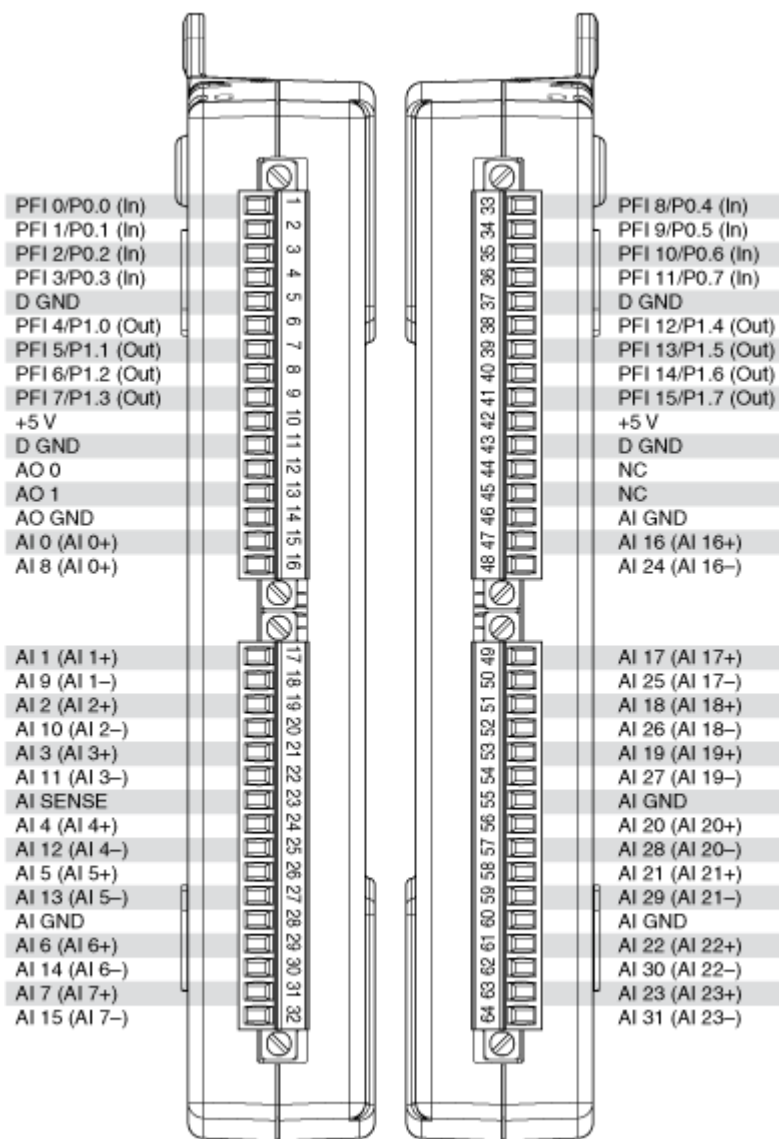 PFI 0/P0.0 (In)
PFI 1/P0.1 (In)
PFI 2/P0.2 (In)
PFI 3/P0.3 (In)
D GND
PFI 4/P1.0 (Out)
PFI 5/P1.1 (Out)
PFI 6/P1.2 (Out)
PFI 7/P1.3 (Out)
+5 V
D GND
AO 0
AO 1
AO GND
AI 0 (AI 0+)
AI 8 (AI 0+)
1
2
3
4
5
6
7
8
9
10
11
12
13
14
15
16
AI 1 (AI 1+)
AI 9 (AI 1–)
AI 2 (AI 2+)
AI 10 (AI 2–)
AI 3 (AI 3+)
AI 11 (AI 3–)
AI SENSE
AI 4 (AI 4+)
AI 12 (AI 4–)
AI 5 (AI 5+)
AI 13 (AI 5–)
AI GND
AI 6 (AI 6+)
AI 14 (AI 6–)
AI 7 (AI 7+)
AI 15 (AI 7–)
17
18
19
20
21
22
23
24
25
26
27
28
29
30
31
32
33
34
35
36
37
38
39
40
41
42
43
44
45
46
47
48
PFI 8/P0.4 (In)
PFI 9/P0.5 (In)
PFI 10/P0.6 (In)
PFI 11/P0.7 (In)
D GND
PFI 12/P1.4 (Out)
PFI 13/P1.5 (Out)
PFI 14/P1.6 (Out)
PFI 15/P1.7 (Out)
+5 V
D GND
NC
NC
AI GND
AI 16 (AI 16+)
AI 24 (AI 16–)
49
50
51
52
53
54
55
56
57
58
59
60
61
62
63
64
AI 17 (AI 17+)
AI 25 (AI 17–)
AI 18 (AI 18+)
AI 26 (AI 18–)
AI 19 (AI 19+)
AI 27 (AI 19–)
AI GND
AI 20 (AI 20+)
AI 28 (AI 20–)
AI 21 (AI 21+)
AI 29 (AI 21–)
AI GND
AI 22 (AI 22+)
AI 30 (AI 22–)
AI 23 (AI 23+)
AI 31 (AI 23–)